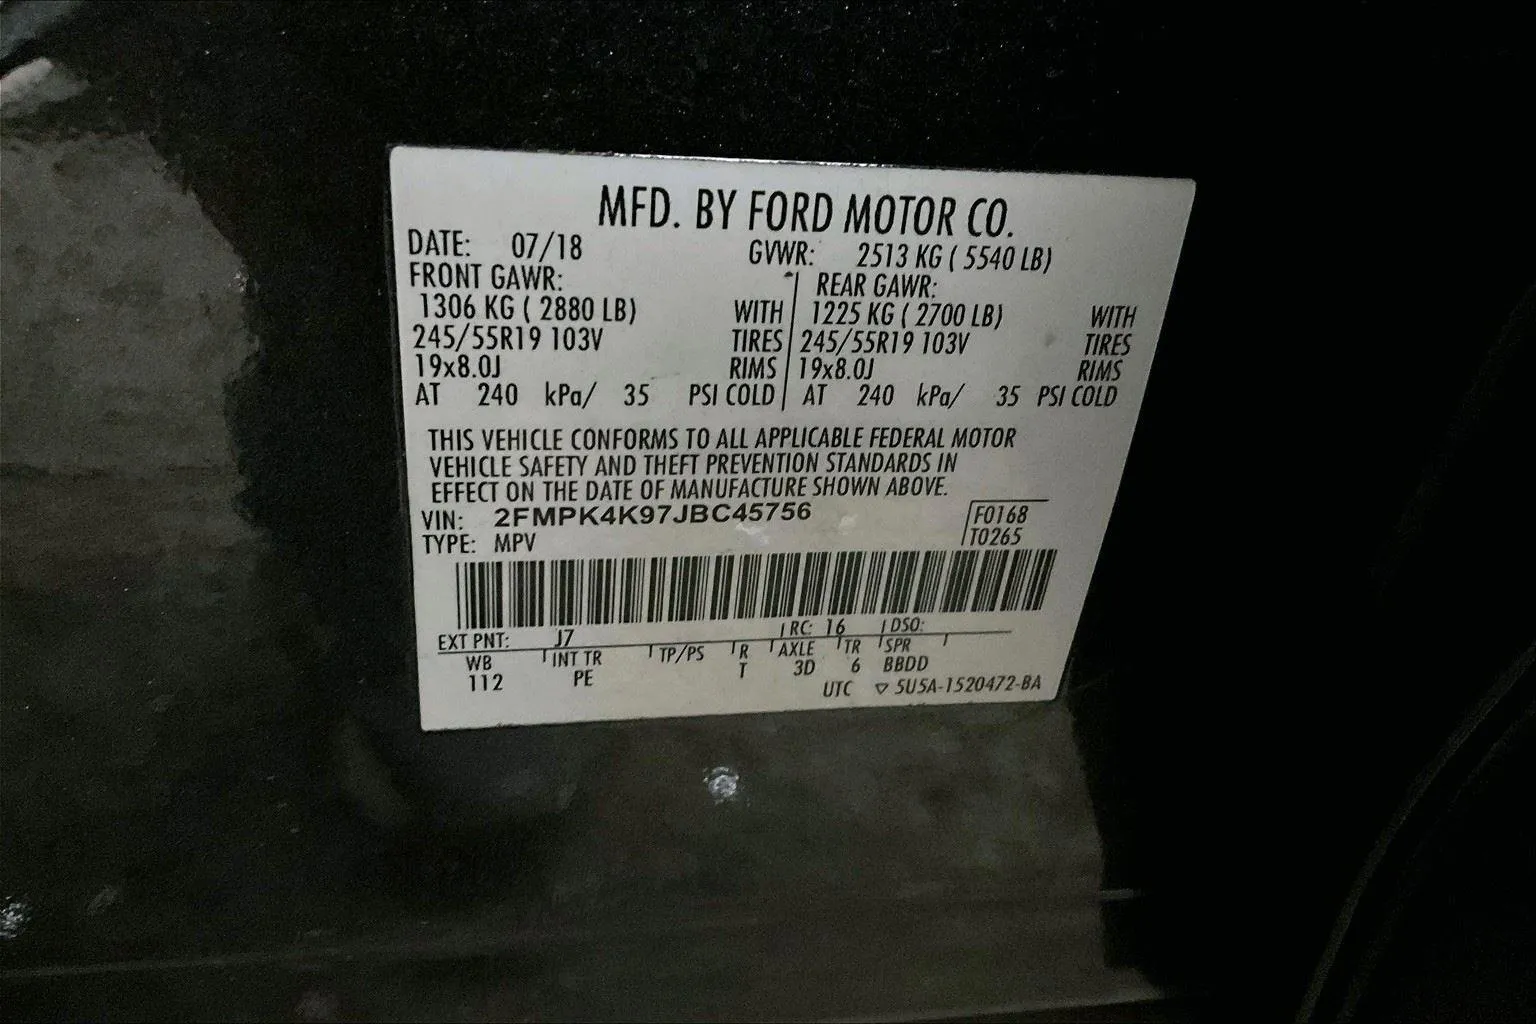 MFD. BY FORD MOTOR CO.
DATE: 07/18 GVWR: 2513 KG ( 5540 LB)
FRONT GAWR: REAR GAWR:
1306 KG ( 2880 LB) WITH 1225 KG ( 2700 LB) WITH
245/55R19 103V TIRES 245/55R19 103V TIRES
19x8.0J RIMS 19x8.0J RIMS
AT 240 kPa/ 35 PSI COLD AT 240 kPa/ 35 PSI COLD
THIS VEHICLE CONFORMS TO ALL APPLICABLE FEDERAL MOTOR
VEHICLE SAFETY AND THEFT PREVENTION STANDARDS IN
EFFECT ON THE DATE OF MANUFACTURE SHOWN ABOVE.
VIN: 2FMPK4K97JBC45756 F0168
TYPE: MPV T0265
EXT PNT: J7 RC: 16 DSO:
WB INT TR TP/PS R AXLE TR SPR
112 PE T 3D 6 BBDD
UTC ▽ 5U5A-1520472-BA